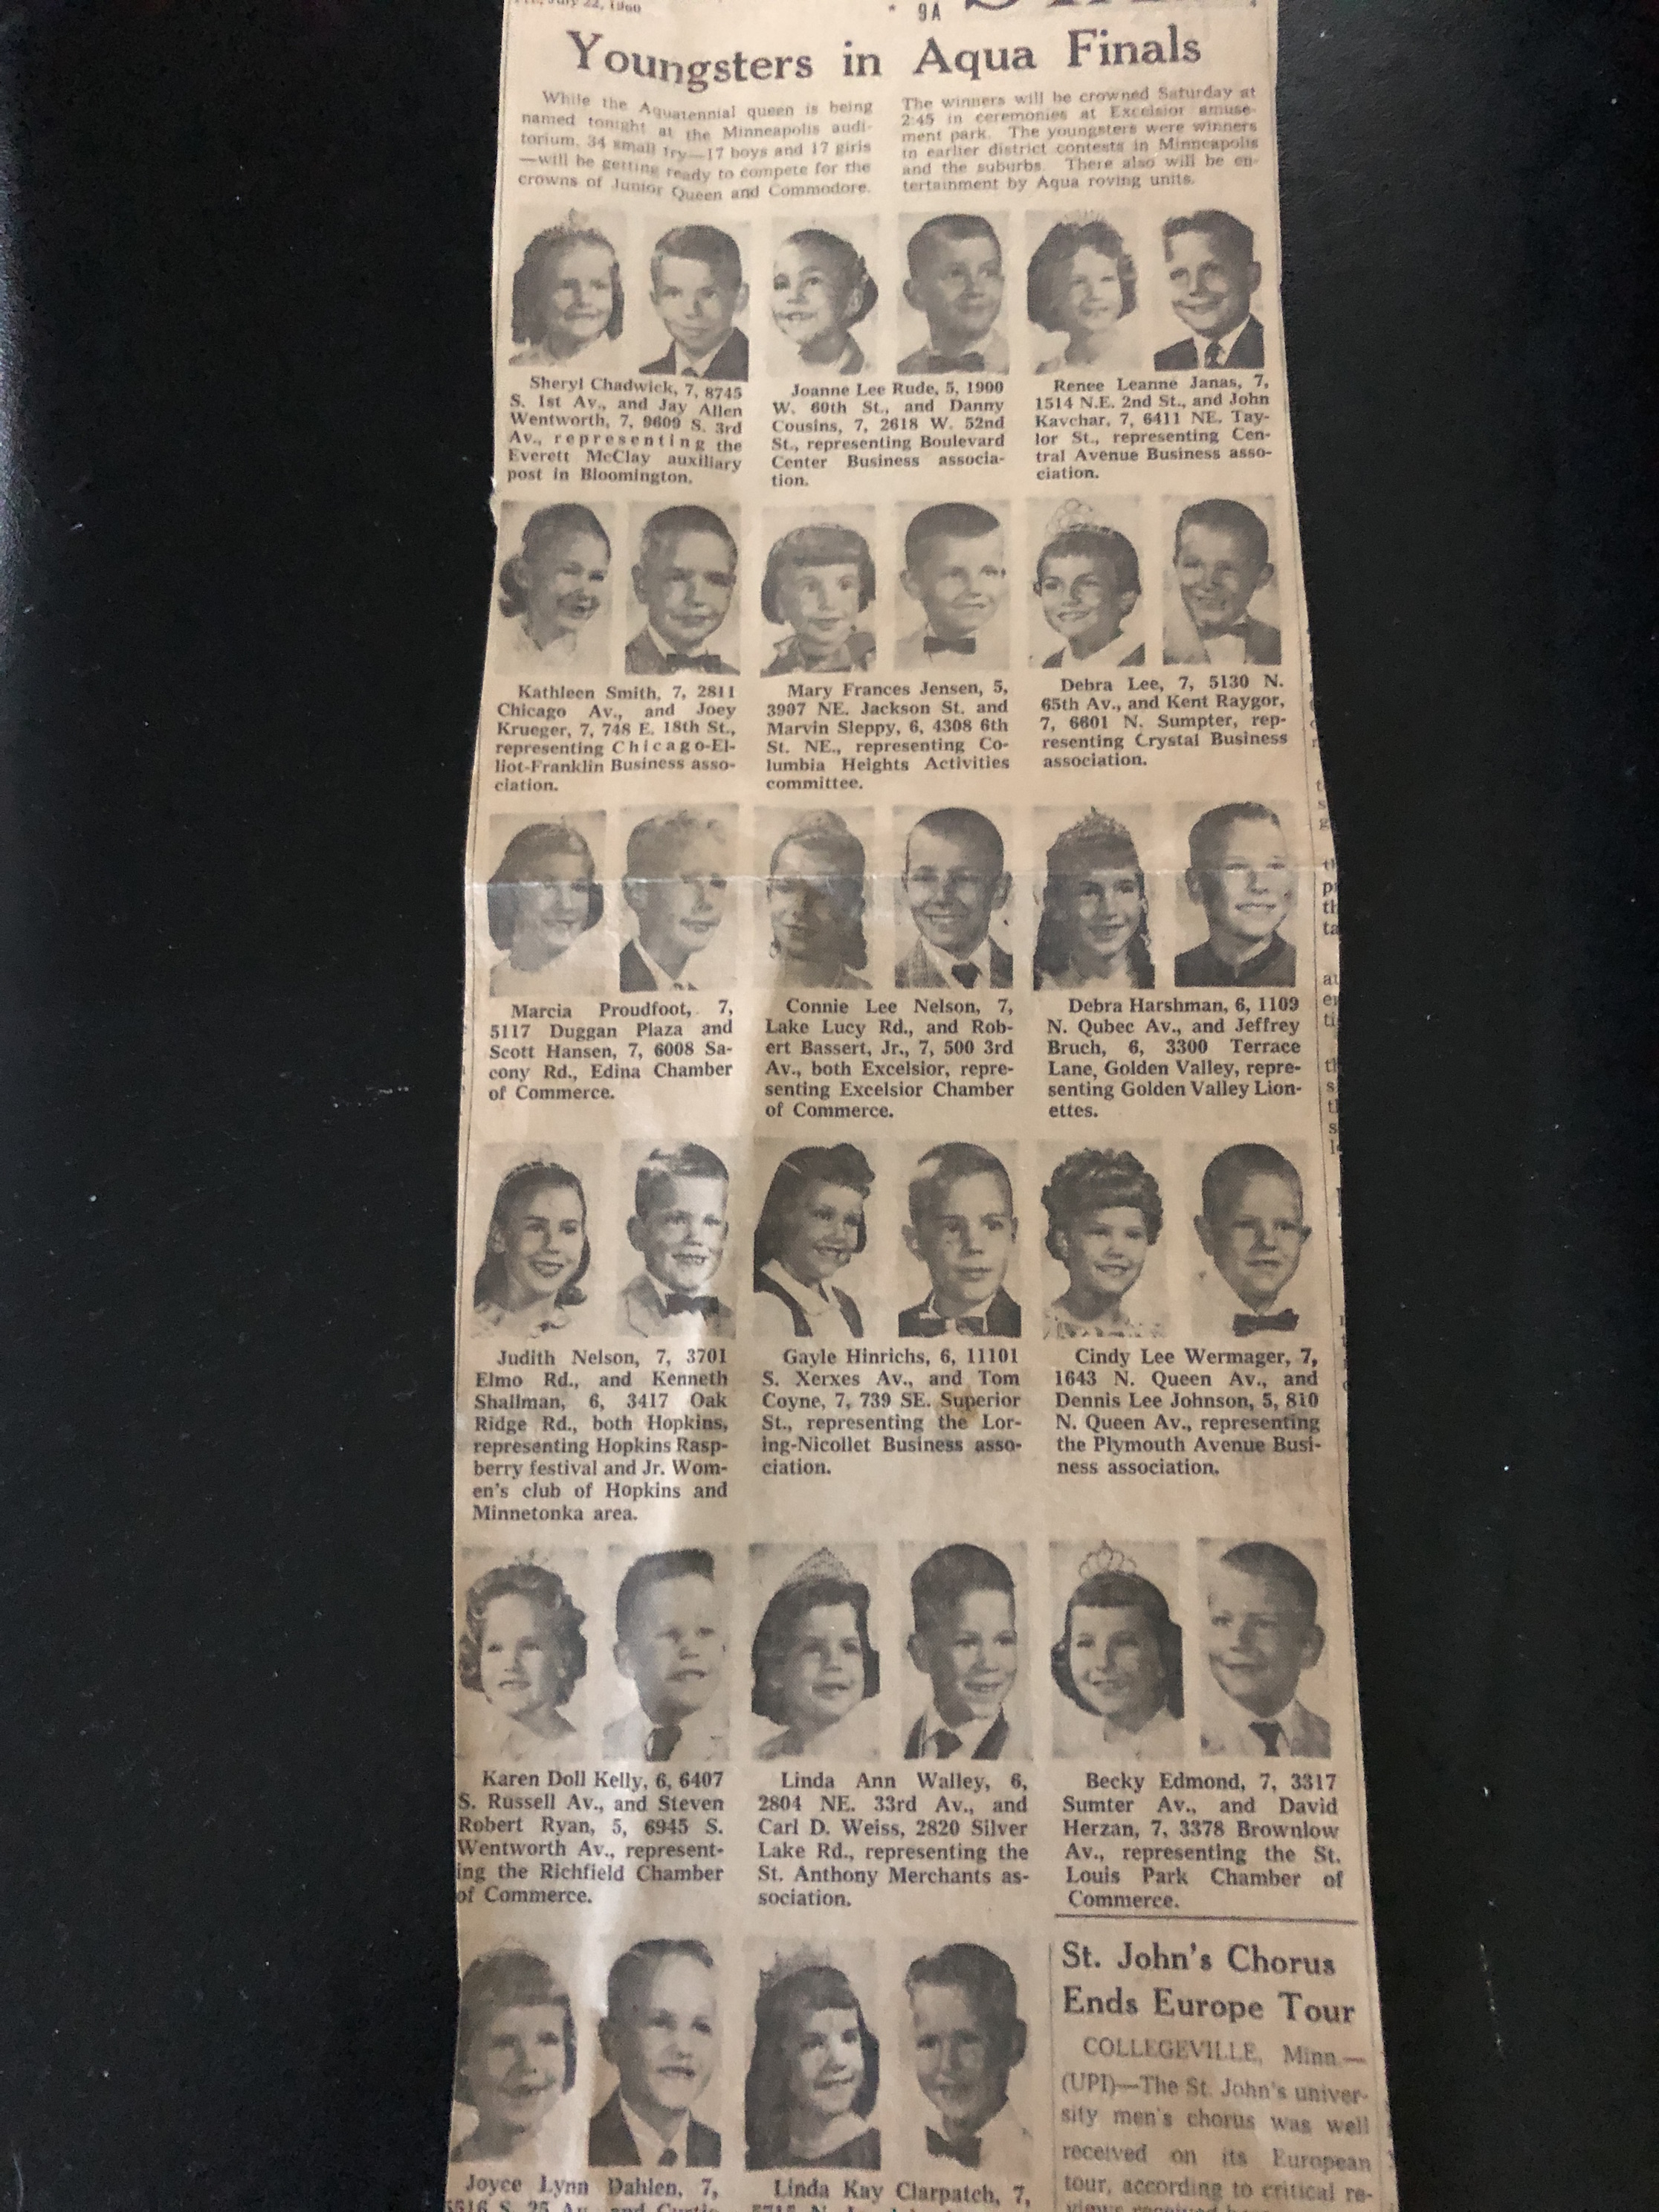 Fri., July 22, 1960
* 9A
Youngsters in Aqua Finals
While the Aquatennial queen is being
named tonight at the Minneapolis audi-
torium, 34 small fry—17 boys and 17 girls
—will be getting ready to compete for the
crowns of Junior Queen and Commodore.
The winners will be crowned Saturday at
2:45 in ceremonies at Excelsior amuse-
ment park. The youngsters were winners
in earlier district contests in Minneapolis
and the suburbs. There also will be en-
tertainment by Aqua roving units.
Sheryl Chadwick, 7, 8745
S. 1st Av., and Jay Allen
Wentworth, 7, 9609 S. 3rd
Av., representing the
Everett McClay auxiliary
post in Bloomington.
Joanne Lee Rude, 5, 1900
W. 60th St., and Danny
Cousins, 7, 2618 W. 52nd
St., representing Boulevard
Center Business associa-
tion.
Renee Leanne Janas, 7,
1514 N.E. 2nd St., and John
Kavchar, 7, 6411 NE. Tay-
lor St., representing Cen-
tral Avenue Business asso-
ciation.
Kathleen Smith, 7, 2811
Chicago Av., and Joey
Krueger, 7, 748 E. 18th St.,
representing Chicago-El-
liot-Franklin Business asso-
ciation.
Mary Frances Jensen, 5,
3907 NE. Jackson St. and
Marvin Sleppy, 6, 4308 6th
St. NE., representing Co-
lumbia Heights Activities
committee.
Debra Lee, 7, 5130 N.
65th Av., and Kent Raygor,
7, 6601 N. Sumpter, rep-
resenting Crystal Business
association.
Marcia Proudfoot, 7,
5117 Duggan Plaza and
Scott Hansen, 7, 6008 Sa-
cony Rd., Edina Chamber
of Commerce.
Connie Lee Nelson, 7,
Lake Lucy Rd., and Rob-
ert Bassert, Jr., 7, 500 3rd
Av., both Excelsior, repre-
senting Excelsior Chamber
of Commerce.
Debra Harshman, 6, 1109
N. Qubec Av., and Jeffrey
Bruch, 6, 3300 Terrace
Lane, Golden Valley, repre-
senting Golden Valley Lion-
ettes.
Judith Nelson, 7, 3701
Elmo Rd., and Kenneth
Shallman, 6, 3417 Oak
Ridge Rd., both Hopkins,
representing Hopkins Rasp-
berry festival and Jr. Wom-
en's club of Hopkins and
Minnetonka area.
Gayle Hinrichs, 6, 11101
S. Xerxes Av., and Tom
Coyne, 7, 739 SE. Superior
St., representing the Lor-
ing-Nicollet Business asso-
ciation.
Cindy Lee Wermager, 7,
1643 N. Queen Av., and
Dennis Lee Johnson, 5, 810
N. Queen Av., representing
the Plymouth Avenue Busi-
ness association.
Karen Doll Kelly, 6, 6407
S. Russell Av., and Steven
Robert Ryan, 5, 6945 S.
Wentworth Av., represent-
ing the Richfield Chamber
of Commerce.
Linda Ann Walley, 6,
2804 NE. 33rd Av., and
Carl D. Weiss, 2820 Silver
Lake Rd., representing the
St. Anthony Merchants as-
sociation.
Becky Edmond, 7, 3317
Sumter Av., and David
Herzan, 7, 3378 Brownlow
Av., representing the St.
Louis Park Chamber of
Commerce.
Joyce Lynn Dahlen, 7,
5516 S. 25 Av., and Curtis
Linda Kay Clarpatch, 7,
St. John's Chorus
Ends Europe Tour
COLLEGEVILLE, Minn.—
(UPI)—The St. John's univer-
sity men's chorus was well
received on its European
tour, according to critical re-
views received